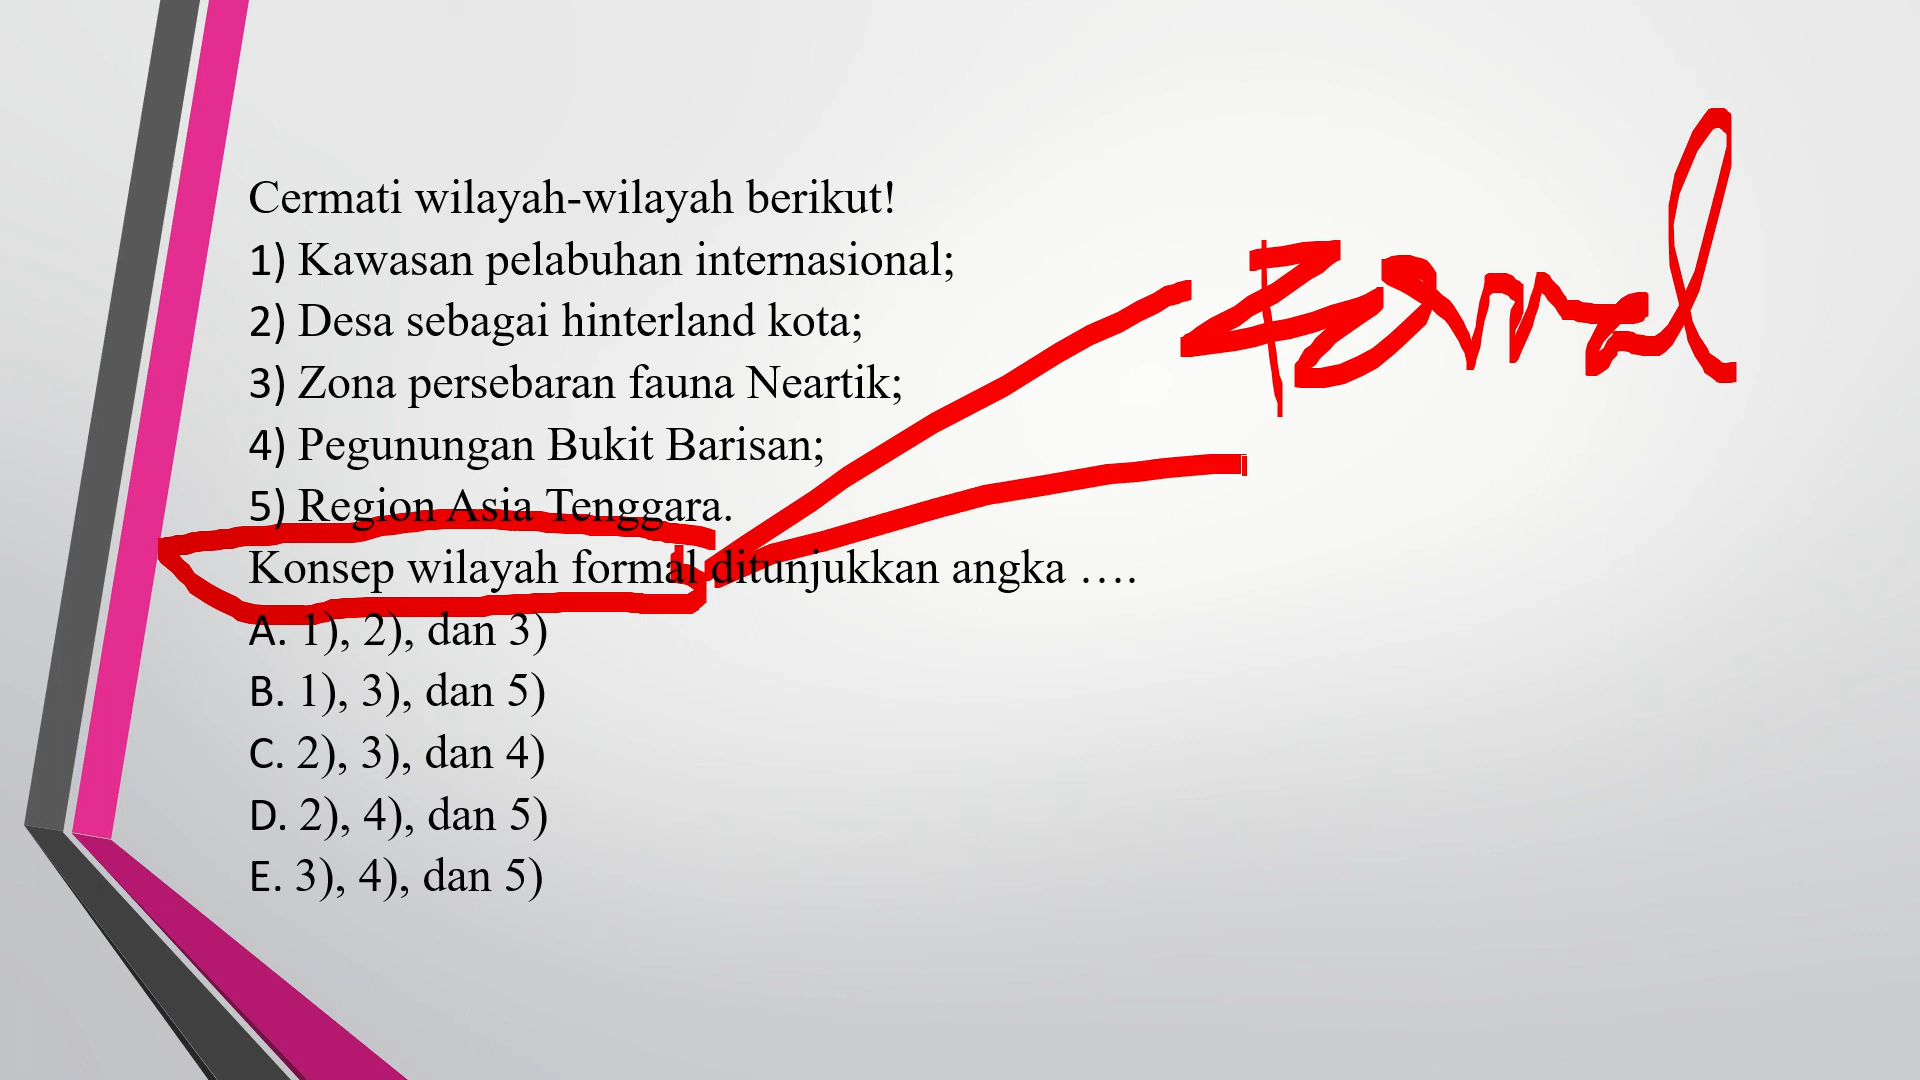 Cermati wilayah-wilayah berikut!
1) Kawasan pelabuhan internasional;
2) Desa sebagai hinterland kota;
3) Zona persebaran fauna Neartik;
4) Pegunungan Bukit Barisan;
5) Region Asia Tenggara.
Konsep wilayah formal ditunjukkan angka ….
A. 1), 2), dan 3)
B. 1), 3), dan 5)
C. 2), 3), dan 4)
D. 2), 4), dan 5)
E. 3), 4), dan 5)